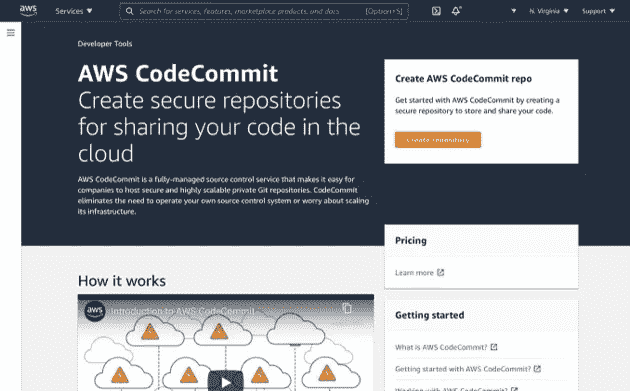 aws
Services ▼
Search for services, features, marketplace products, and docs
[Option+S]
N. Virginia ▼
Support ▼
Developer Tools
AWS CodeCommit
Create secure repositories
for sharing your code in the
cloud
AWS CodeCommit is a fully-managed source control service that makes it easy for
companies to host secure and highly scalable private Git repositories. CodeCommit
eliminates the need to operate your own source control system or worry about scaling
its infrastructure.
Create AWS CodeCommit repo
Get started with AWS CodeCommit by creating a
secure repository to store and share your code.
Create repository
Pricing
Learn more
How it works
aws
Introduction to AWS CodeCommit
Getting started
What is AWS CodeCommit?
Getting started with AWS CodeCommit
Working with AWS CodeCommit?